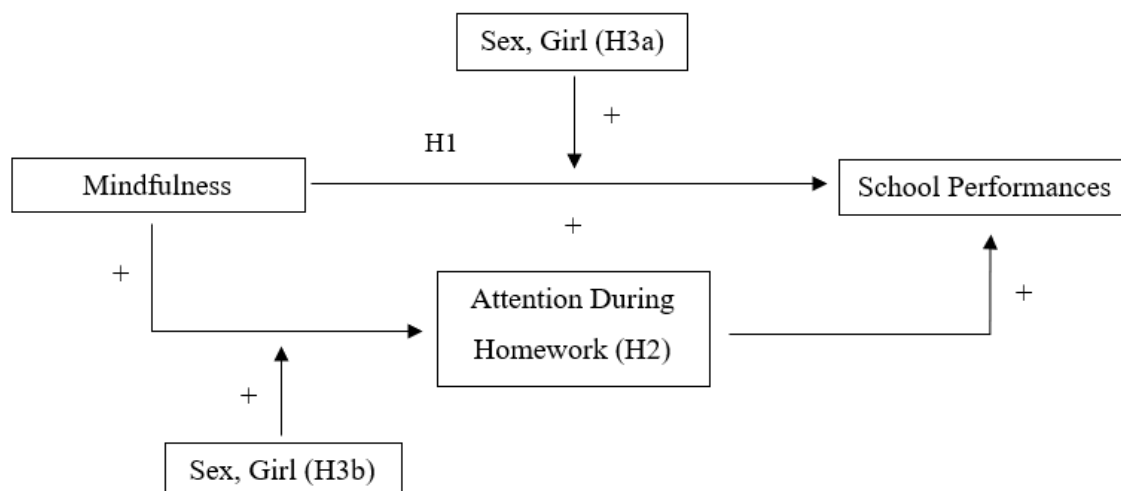 Sex, Girl (H3a)
+
H1
Mindfulness
School Performances
+
+
Attention During
Homework (H2)
+
+
Sex, Girl (H3b)